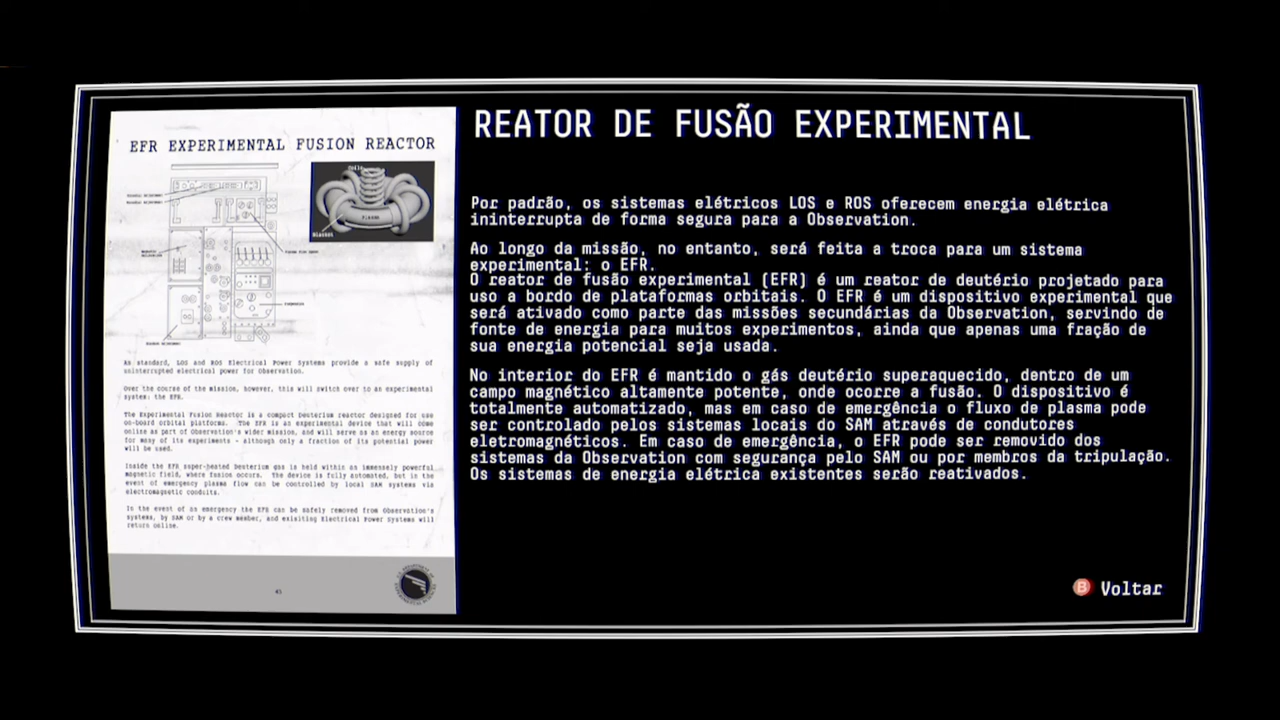 EFR EXPERIMENTAL FUSION REACTOR
Coils
Plasma
Blanket
As standard, LOS and ROS Electrical Power Systems provide a safe supply of
uninterrupted electrical power for Observation.
Over the course of the mission, however, this will switch over to an experimental
system: the EFR.
The Experimental Fusion Reactor is a compact Deuterium reactor designed for use
on-board orbital platforms. The EFR is an experimental device that will come
online as part of Observation's wider mission, and will serve as an energy source
for many of its experiments - although only a fraction of its potential power
will be used.
Inside the EFR super-heated Deuterium gas is held within an immensely powerful
magnetic field, where fusion occurs. The device is fully automated, but in the
event of emergency plasma flow can be controlled by local SAM systems via
electromagnetic conduits.
In the event of an emergency the EFR can be safely removed from Observation's
systems, by SAM or by a crew member, and exisiting Electrical Power Systems will
return online.
REATOR DE FUSÃO EXPERIMENTAL
Por padrão, os sistemas elétricos LOS e ROS oferecem energia elétrica
ininterrupta de forma segura para a Observation.
Ao longo da missão, no entanto, será feita a troca para um sistema
experimental: o EFR.
O reator de fusão experimental (EFR) é um reator de deutério projetado para
uso a bordo de plataformas orbitais. O EFR é um dispositivo experimental que
será ativado como parte das missões secundárias da Observation, servindo de
fonte de energia para muitos experimentos, ainda que apenas uma fração de
sua energia potencial seja usada.
No interior do EFR é mantido o gás deutério superaquecido, dentro de um
campo magnético altamente potente, onde ocorre a fusão. O dispositivo é
totalmente automatizado, mas em caso de emergência o fluxo de plasma pode
ser controlado pelos sistemas locais do SAM através de condutores
eletromagnéticos. Em caso de emergência, o EFR pode ser removido dos
sistemas da Observation com segurança pelo SAM ou por membros da tripulação.
Os sistemas de energia elétrica existentes serão reativados.
B Voltar